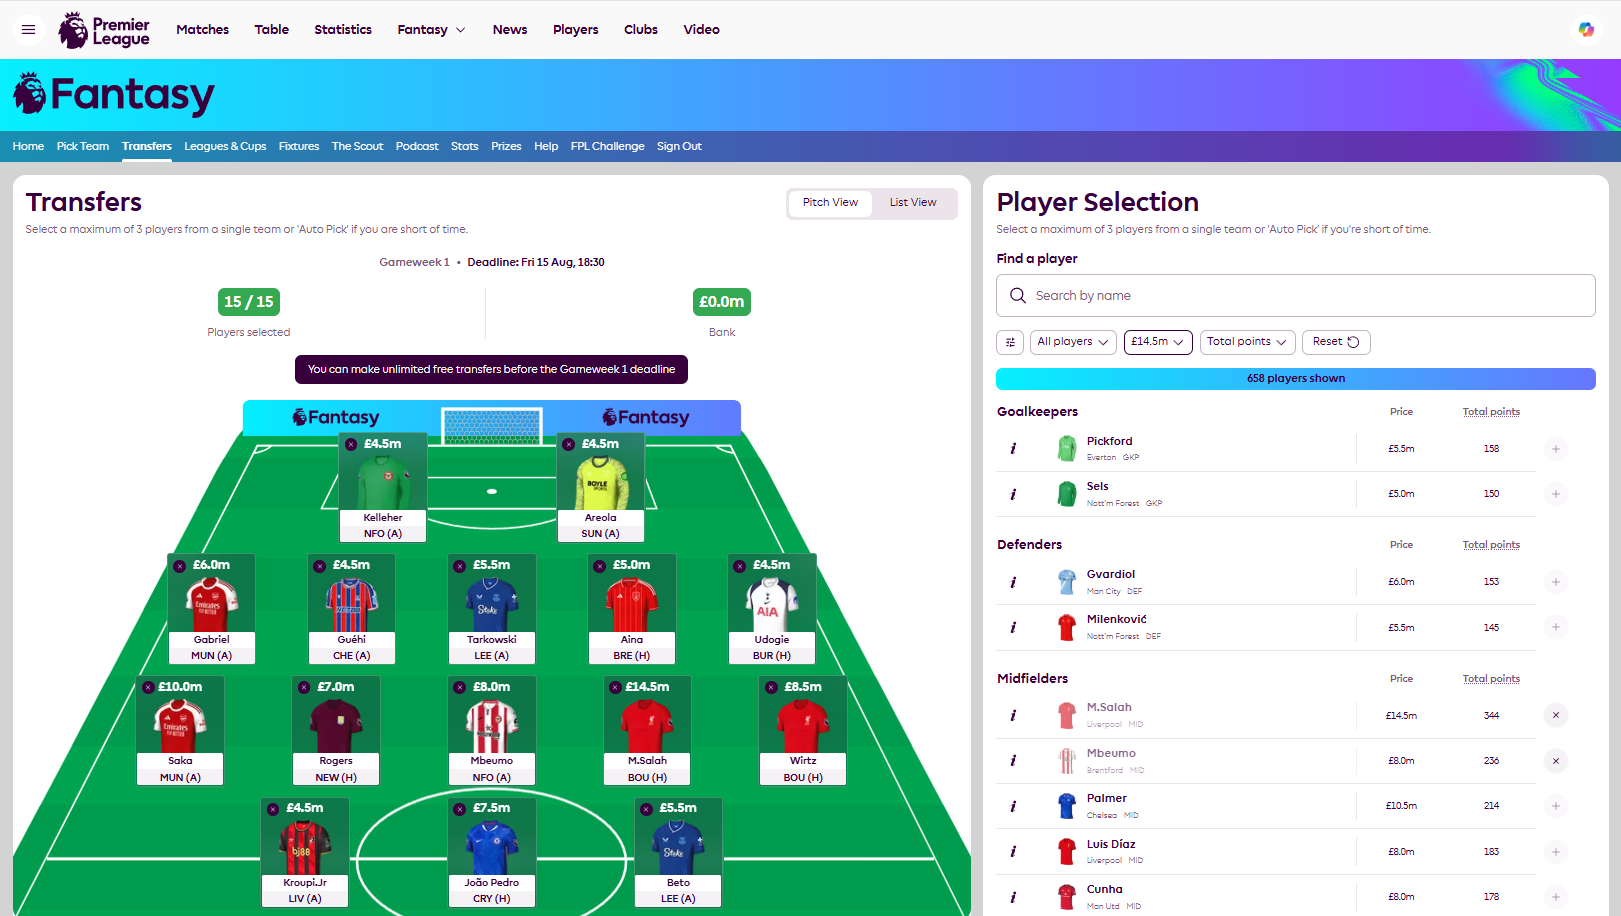 Premier League
Matches Table Statistics Fantasy News Players Clubs Video
Fantasy
Home Pick Team Transfers Leagues & Cups Fixtures The Scout Podcast Stats Prizes Help FPL Challenge Sign Out
Transfers
Pitch View List View
Select a maximum of 3 players from a single team or 'Auto Pick' if you are short of time.
Gameweek 1 • Deadline: Fri 15 Aug, 18:30
15 / 15 £0.0m
Players selected Bank
You can make unlimited free transfers before the Gameweek 1 deadline
Fantasy Fantasy
£4.5m £4.5m
BOYLE SPORTS
Kelleher Areola
NFO (A) SUN (A)
£6.0m £4.5m £5.5m £5.0m £4.5m
Emirates FLY BETTER Stake AIA
Gabriel Guéhi Tarkowski Aina Udogie
MUN (A) CHE (A) LEE (A) BRE (H) BUR (H)
£10.0m £7.0m £8.0m £14.5m £8.5m
Emirates FLY BETTER
Saka Rogers Mbeumo M.Salah Wirtz
MUN (A) NEW (H) NFO (A) BOU (H) BOU (H)
£4.5m £7.5m £5.5m
bj88 Stake
Kroupi.Jr João Pedro Beto
LIV (A) CRY (H) LEE (A)
Player Selection
Select a maximum of 3 players from a single team or 'Auto Pick' if you're short of time.
Find a player
Search by name
All players £14.5m Total points Reset
658 players shown
Goalkeepers Price Total points
i Pickford £5.5m 158 +
Everton GKP
i Sels £5.0m 150 +
Nott'm Forest GKP
Defenders Price Total points
i Gvardiol £6.0m 153 +
Man City DEF
i Milenković £5.5m 145 +
Nott'm Forest DEF
Midfielders Price Total points
i M.Salah £14.5m 344 ×
Liverpool MID
i Mbeumo £8.0m 236 ×
Brentford MID
i Palmer £10.5m 214 +
Chelsea MID
i Luis Díaz £8.0m 183 +
Liverpool MID
i Cunha £8.0m 178 +
Man Utd MID